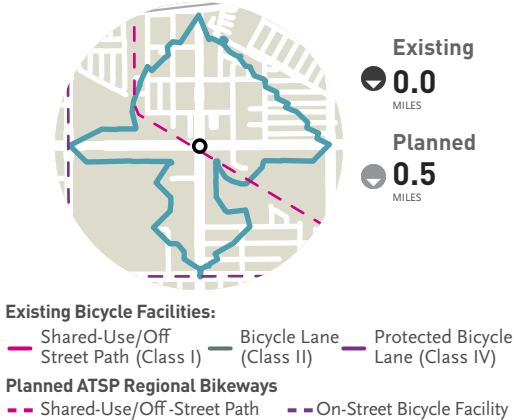 Existing
0.0
MILES
Planned
0.5
MILES
Existing Bicycle Facilities:
Shared-Use/Off
Street Path (Class I)
Bicycle Lane
(Class II)
Protected Bicycle
Lane (Class IV)
Planned ATSP Regional Bikeways
Shared-Use/Off-Street Path
On-Street Bicycle Facility